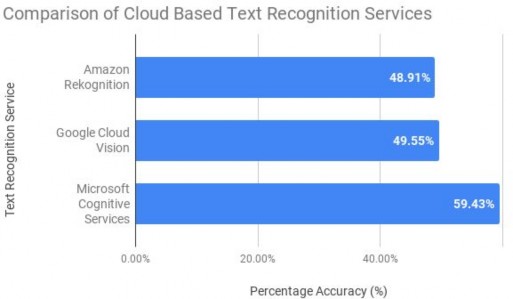 Comparison of Cloud Based Text Recognition Services
Text Recognition Service
Amazon
Rekognition
48.91%
Google Cloud
Vision
49.55%
Microsoft
Cognitive
Services
59.43%
0.00%
20.00%
40.00%
Percentage Accuracy (%)